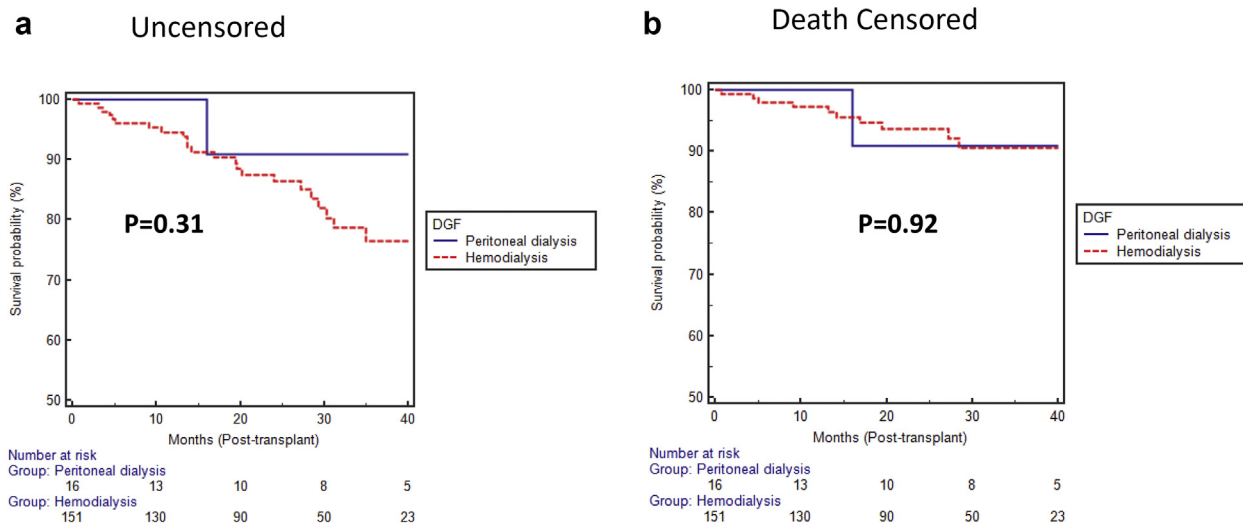 a
Uncensored
Survival probability (%)
100
90
80
70
60
50
P=0.31
0 10 20 30 40
Months (Post-transplant)
DGF
Peritoneal dialysis
Hemodialysis
Number at risk
Group: Peritoneal dialysis
16 13 10 8 5
Group: Hemodialysis
151 130 90 50 23
b
Death Censored
Survival probability (%)
100
90
80
70
60
50
P=0.92
0 10 20 30 40
Months (Post-transplant)
DGF
Peritoneal dialysis
Hemodialysis
Number at risk
Group: Peritoneal dialysis
16 13 10 8 5
Group: Hemodialysis
151 130 90 50 23